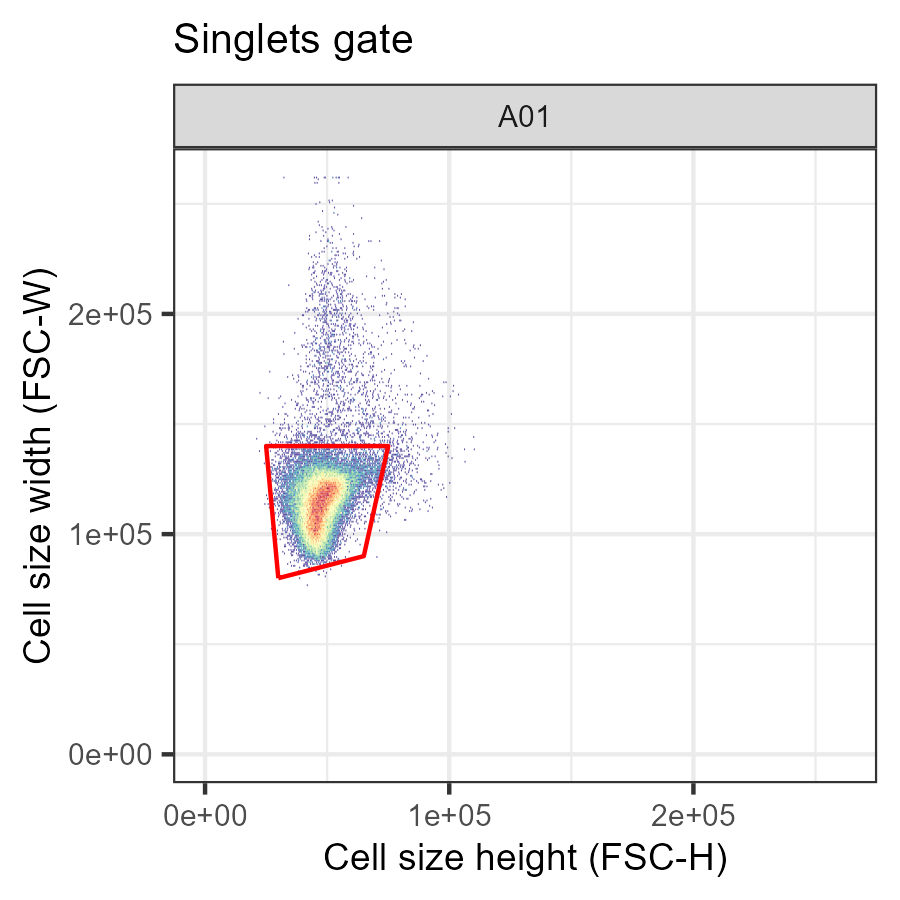 Singlets gate
A01
Cell size width (FSC-W)
2e+05
1e+05
0e+00
0e+00 1e+05 2e+05
Cell size height (FSC-H)